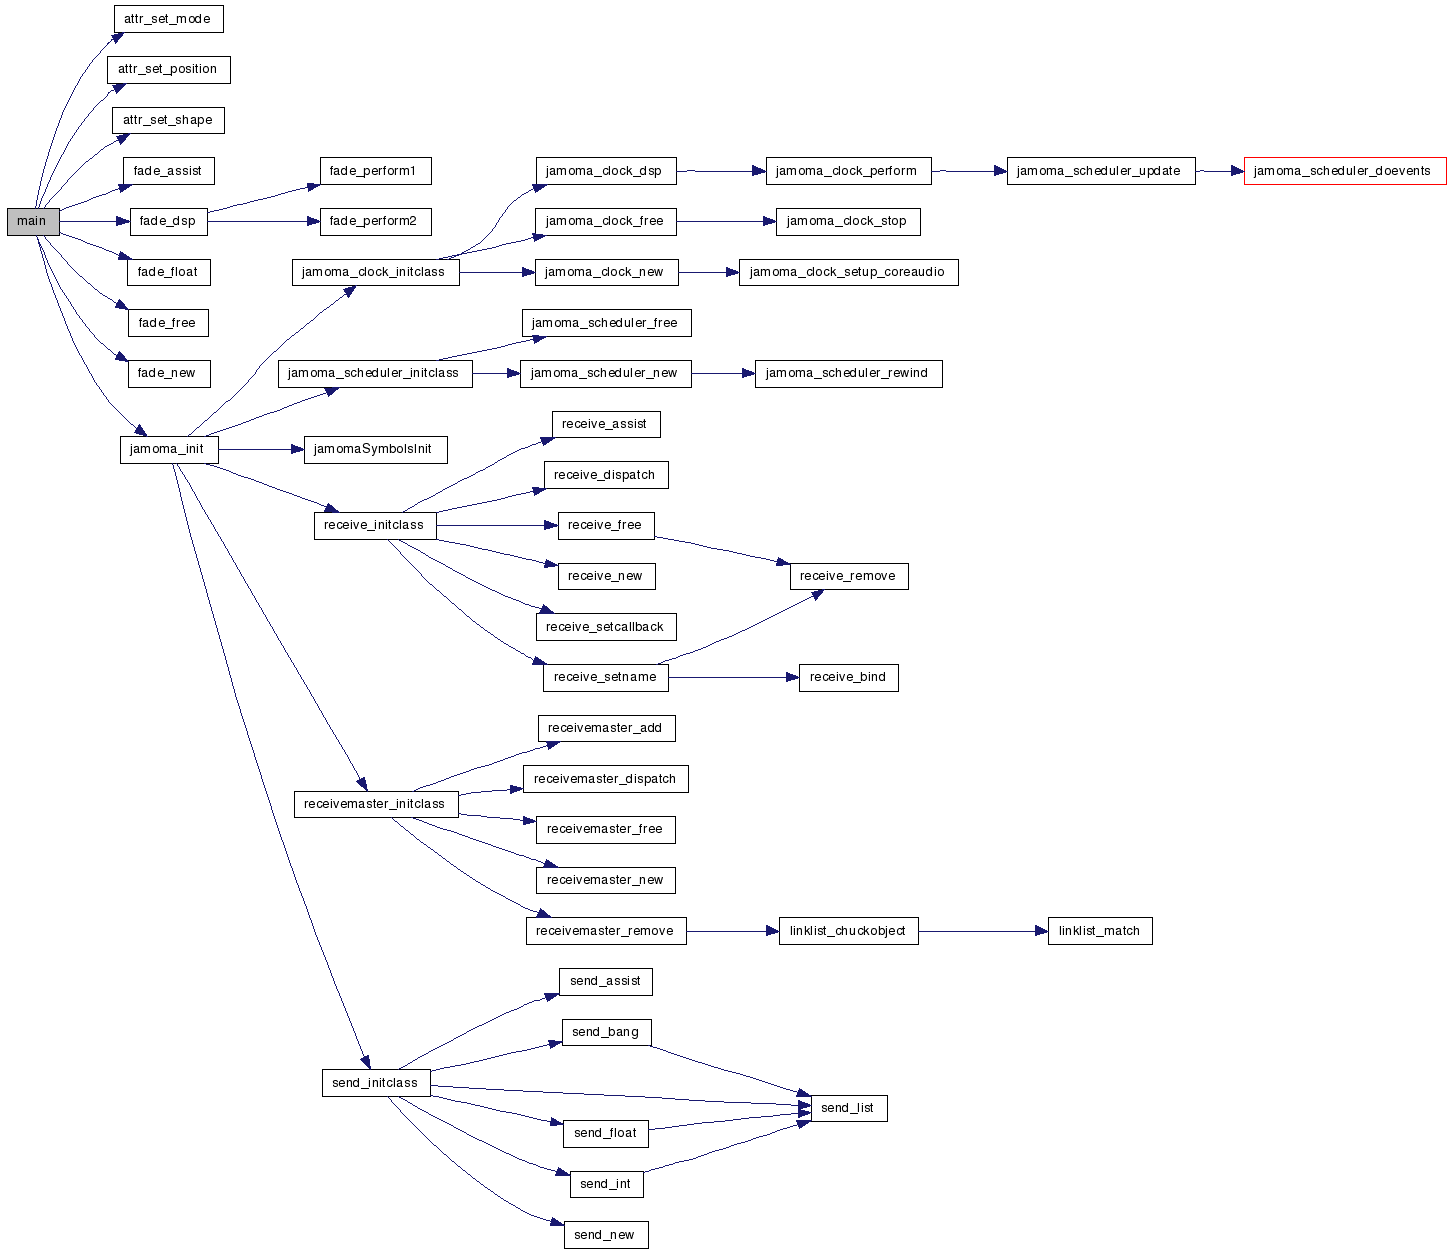 attr_set_mode
attr_set_position
attr_set_shape
fade_assist
fade_perform1
jamoma_clock_dsp
jamoma_clock_perform
jamoma_scheduler_update
jamoma_scheduler_doevents
main
fade_dsp
fade_perform2
jamoma_clock_free
jamoma_clock_stop
fade_float
jamoma_clock_initclass
jamoma_clock_new
jamoma_clock_setup_coreaudio
fade_free
jamoma_scheduler_free
fade_new
jamoma_scheduler_initclass
jamoma_scheduler_new
jamoma_scheduler_rewind
receive_assist
jamoma_init
jamomaSymbolsInit
receive_dispatch
receive_initclass
receive_free
receive_new
receive_remove
receive_setcallback
receive_setname
receive_bind
receivemaster_add
receivemaster_dispatch
receivemaster_initclass
receivemaster_free
receivemaster_new
receivemaster_remove
linklist_chuckobject
linklist_match
send_assist
send_bang
send_initclass
send_list
send_float
send_int
send_new